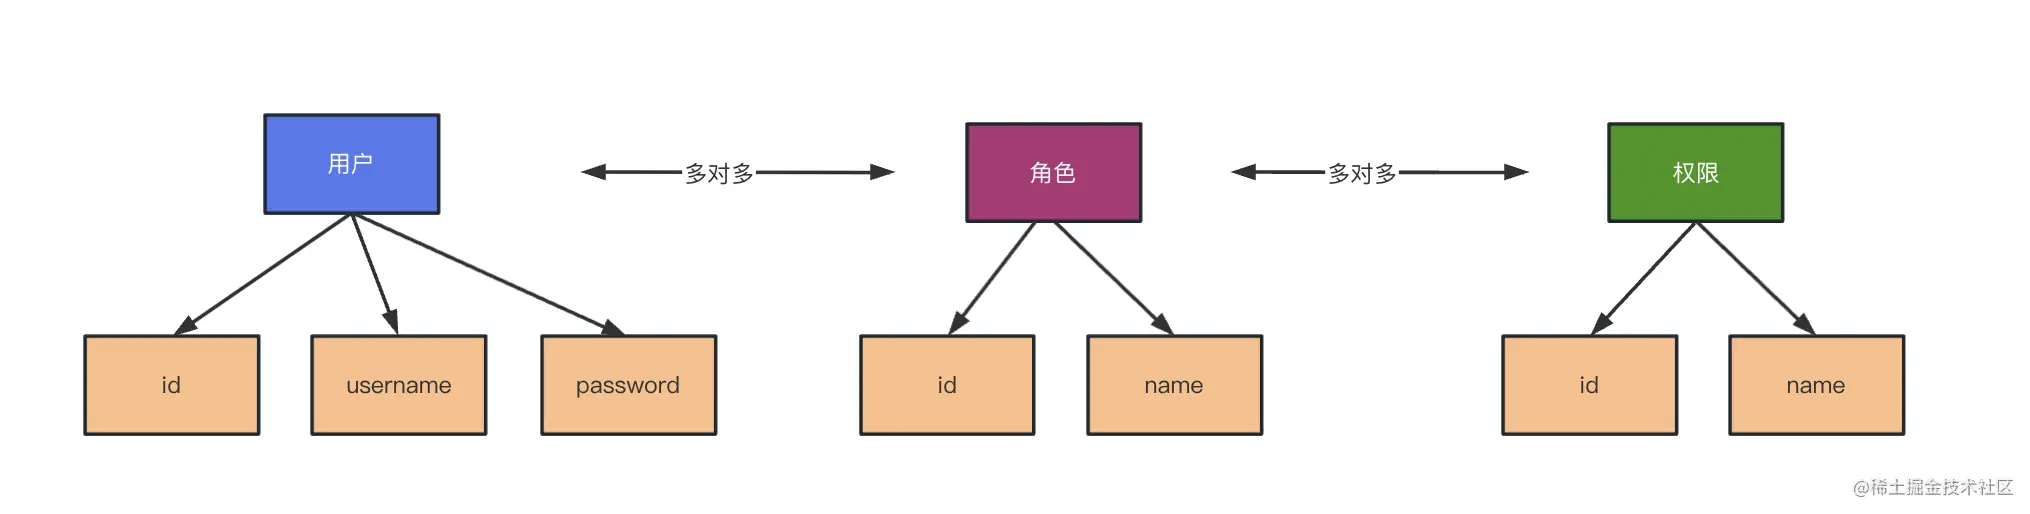 用户
多对多
角色
多对多
权限
id
username
password
id
name
id
name
@稀土掘金技术社区